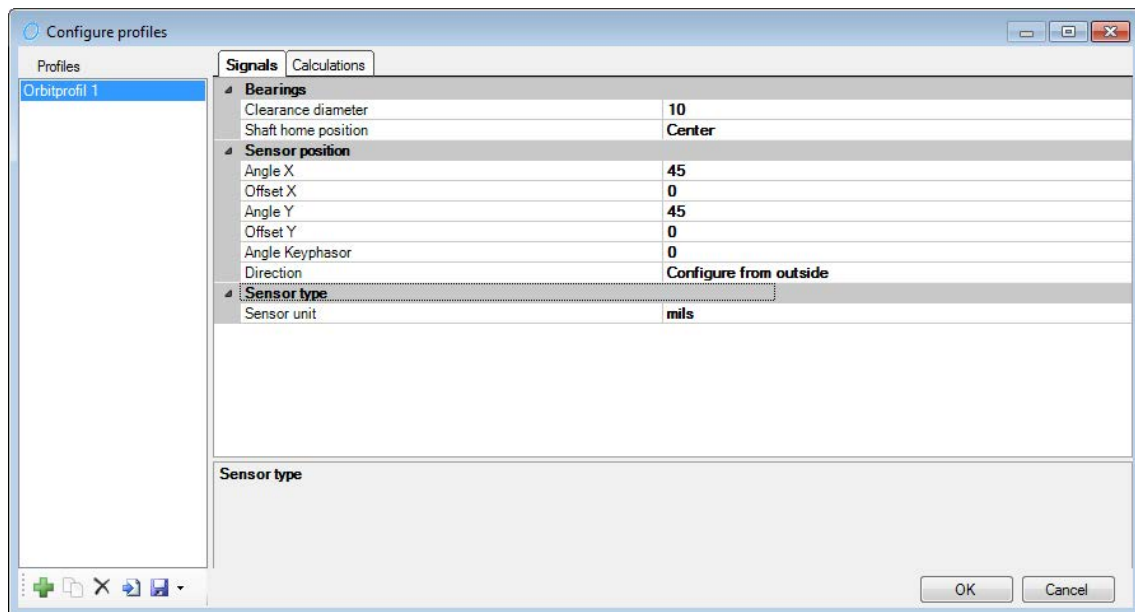 Configure profiles
Profiles
Signals Calculations
Orbitprofil 1
Bearings
Clearance diameter 10
Shaft home position Center
Sensor position
Angle X 45
Offset X 0
Angle Y 45
Offset Y 0
Angle Keyphasor 0
Direction Configure from outside
Sensor type
Sensor unit mils
Sensor type
OK Cancel